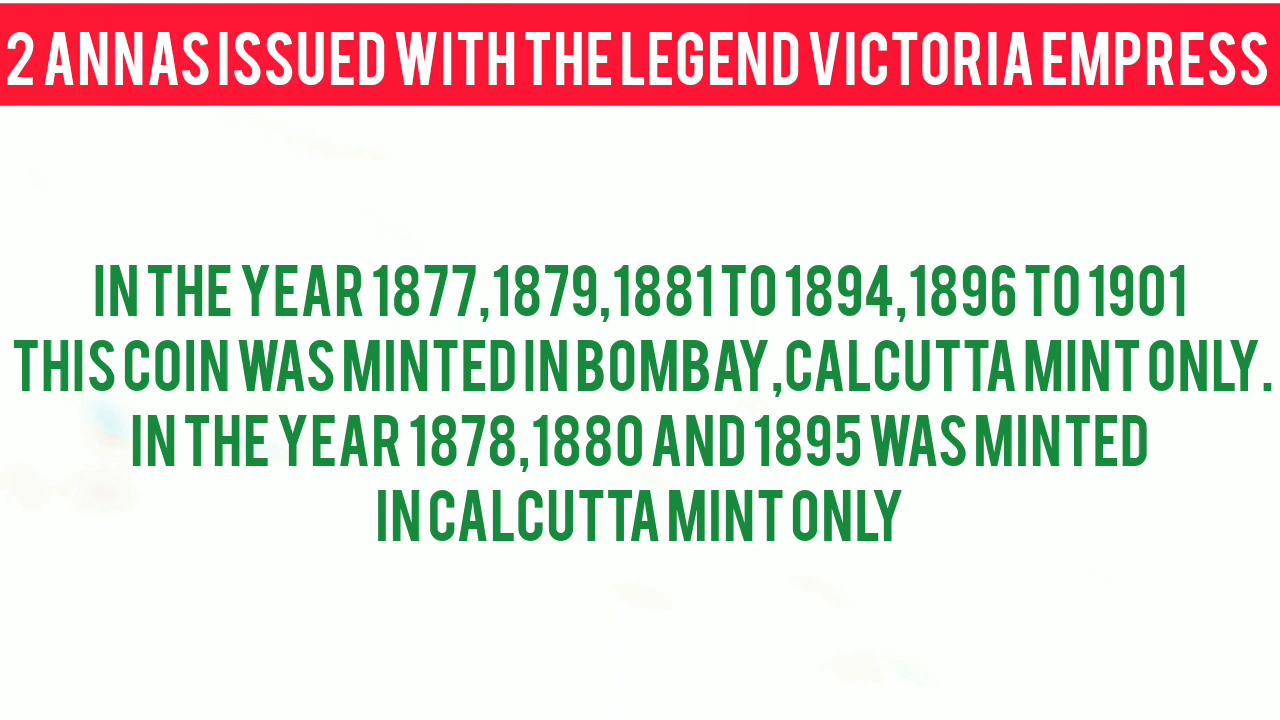 2 ANNAS ISSUED WITH THE LEGEND VICTORIA EMPRESS
IN THE YEAR 1877,1879,1881 TO 1894,1896 TO 1901
THIS COIN WAS MINTED IN BOMBAY ,CALCUTTA MINT ONLY.
IN THE YEAR 1878,1880 AND 1895 WAS MINTED
IN CALCUTTA MINT ONLY